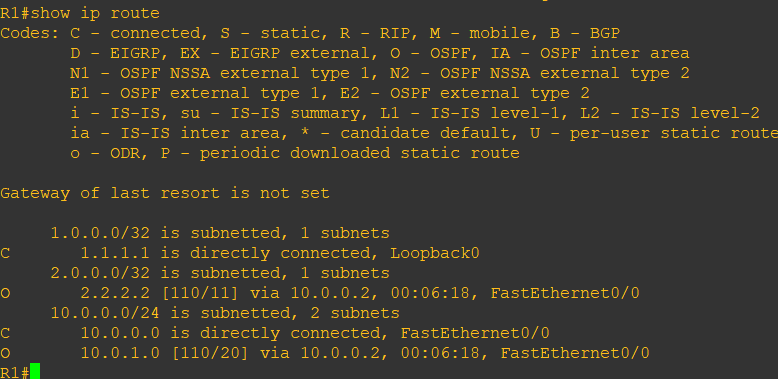 R1#show ip route
Codes: C - connected, S - static, R - RIP, M - mobile, B - BGP
       D - EIGRP, EX - EIGRP external, O - OSPF, IA - OSPF inter area
       N1 - OSPF NSSA external type 1, N2 - OSPF NSSA external type 2
       E1 - OSPF external type 1, E2 - OSPF external type 2
       i - IS-IS, su - IS-IS summary, L1 - IS-IS level-1, L2 - IS-IS level-2
       ia - IS-IS inter area, * - candidate default, U - per-user static route
       o - ODR, P - periodic downloaded static route
Gateway of last resort is not set
     1.0.0.0/32 is subnetted, 1 subnets
C       1.1.1.1 is directly connected, Loopback0
     2.0.0.0/32 is subnetted, 1 subnets
O       2.2.2.2 [110/11] via 10.0.0.2, 00:06:18, FastEthernet0/0
     10.0.0.0/24 is subnetted, 2 subnets
C       10.0.0.0 is directly connected, FastEthernet0/0
O       10.0.1.0 [110/20] via 10.0.0.2, 00:06:18, FastEthernet0/0
R1#